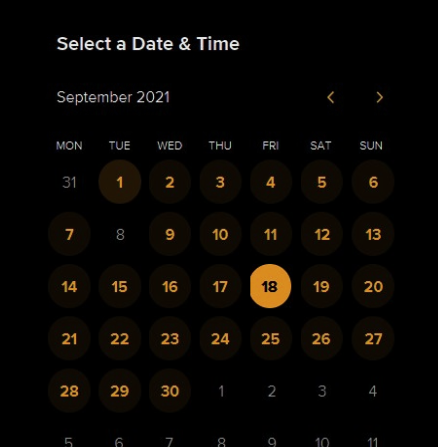 Select a Date & Time
September 2021
MON TUE WED THU FRI SAT SUN
31 1 2 3 4 5 6
7 8 9 10 11 12 13
14 15 16 17 18 19 20
21 22 23 24 25 26 27
28 29 30 1 2 3 4
5 6 7 8 9 10 11